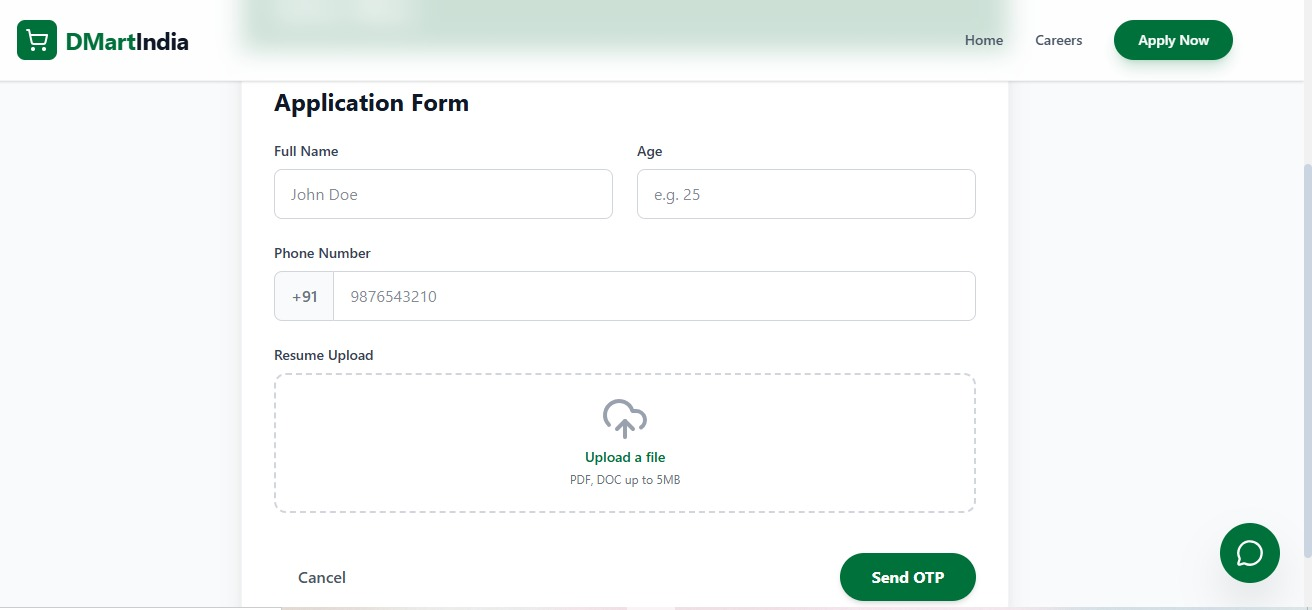 DMartIndia
Home
Careers
Apply Now
Application Form
Full Name
Age
John Doe
e.g. 25
Phone Number
+91
9876543210
Resume Upload
Upload a file
PDF, DOC up to 5MB
Cancel
Send OTP